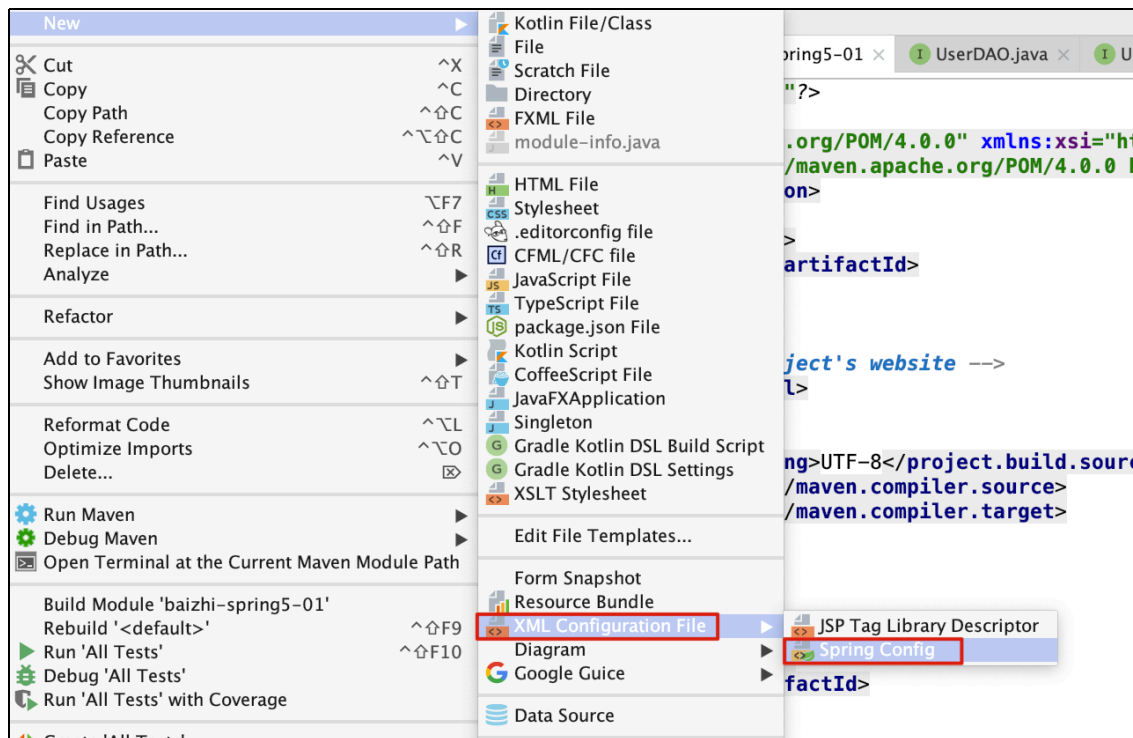 New
Cut ^X
Copy ^C
Copy Path ^⇧C
Copy Reference ^⌥⇧C
Paste ^V
Find Usages ⌥F7
Find in Path... ^⇧F
Replace in Path... ^⇧R
Analyze
Refactor
Add to Favorites
Show Image Thumbnails ^⇧T
Reformat Code ^⌥L
Optimize Imports ^⌥O
Delete... ⌦
Run Maven
Debug Maven
Open Terminal at the Current Maven Module Path
Build Module 'baizhi-spring5-01'
Rebuild '<default>' ^⇧F9
Run 'All Tests' ^⇧F10
Debug 'All Tests'
Run 'All Tests' with Coverage
Kotlin File/Class
File
Scratch File
Directory
FXML File
module-info.java
HTML File
Stylesheet
.editorconfig file
CFML/CFC file
JavaScript File
TypeScript File
package.json File
Kotlin Script
CoffeeScript File
JavaFXApplication
Singleton
Gradle Kotlin DSL Build Script
Gradle Kotlin DSL Settings
XSLT Stylesheet
Edit File Templates...
Form Snapshot
Resource Bundle
XML Configuration File
Diagram
Google Guice
Data Source
JSP Tag Library Descriptor
Spring Config
pring5-01 UserDAO.java U
"?>
.org/POM/4.0.0" xmlns:xsi="ht
/maven.apache.org/POM/4.0.0
on>
>
artifactId>
ject's website -->
l>
ng>UTF-8</project.build.sourc
/maven.compiler.source>
/maven.compiler.target>
factId>